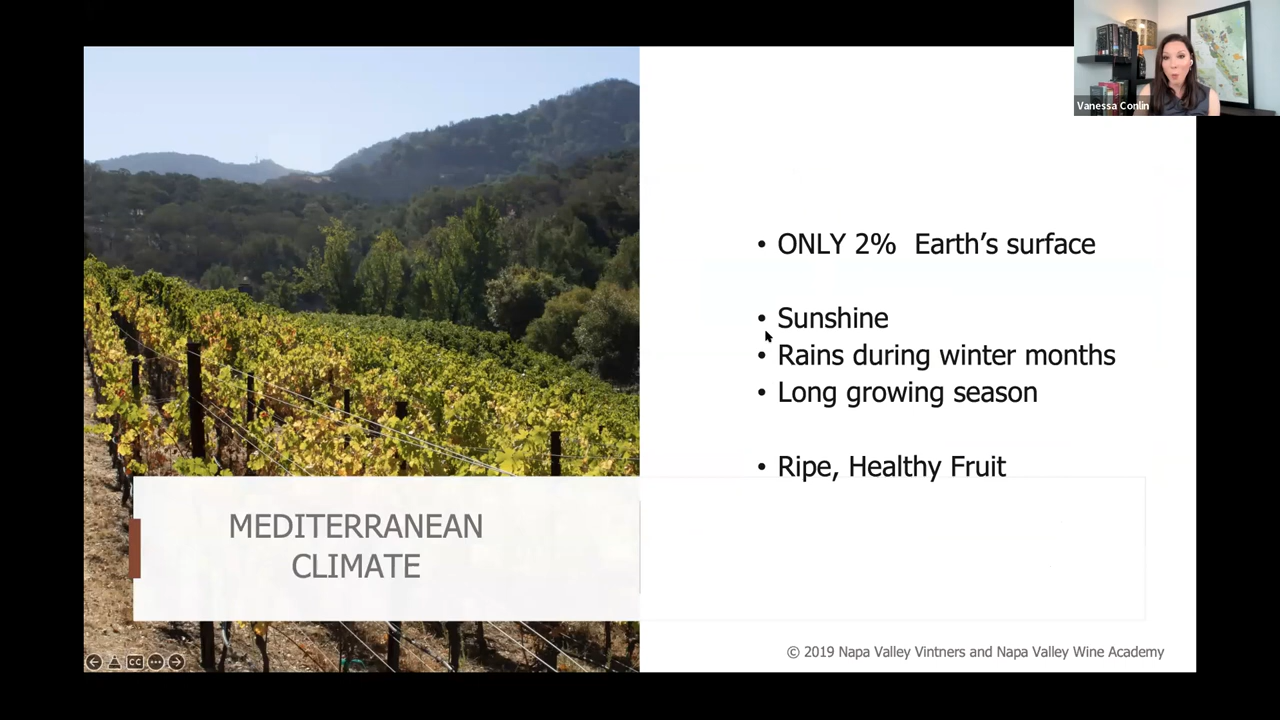 Vanessa Conlin
• ONLY 2%  Earth's surface
• Sunshine
• Rains during winter months
• Long growing season
• Ripe, Healthy Fruit
MEDITERRANEAN
CLIMATE
CC
© 2019 Napa Valley Vintners and Napa Valley Wine Academy